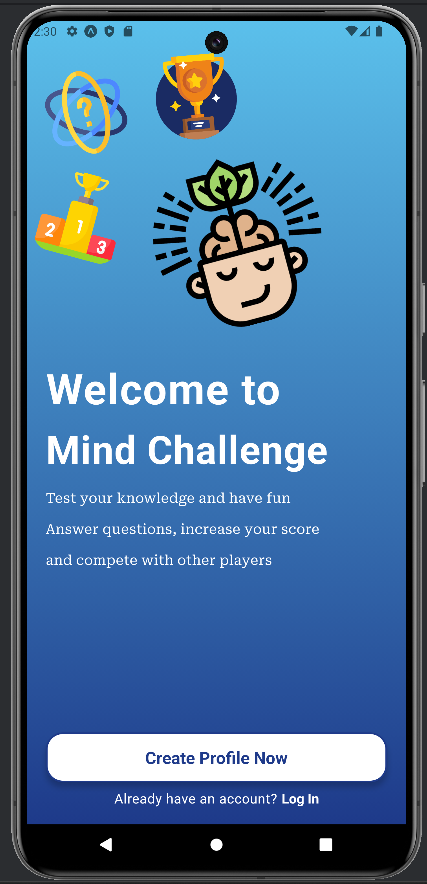 2:30
?
2 1 3
Welcome to
Mind Challenge
Test your knowledge and have fun
Answer questions, increase your score
and compete with other players
Create Profile Now
Already have an account? Log In